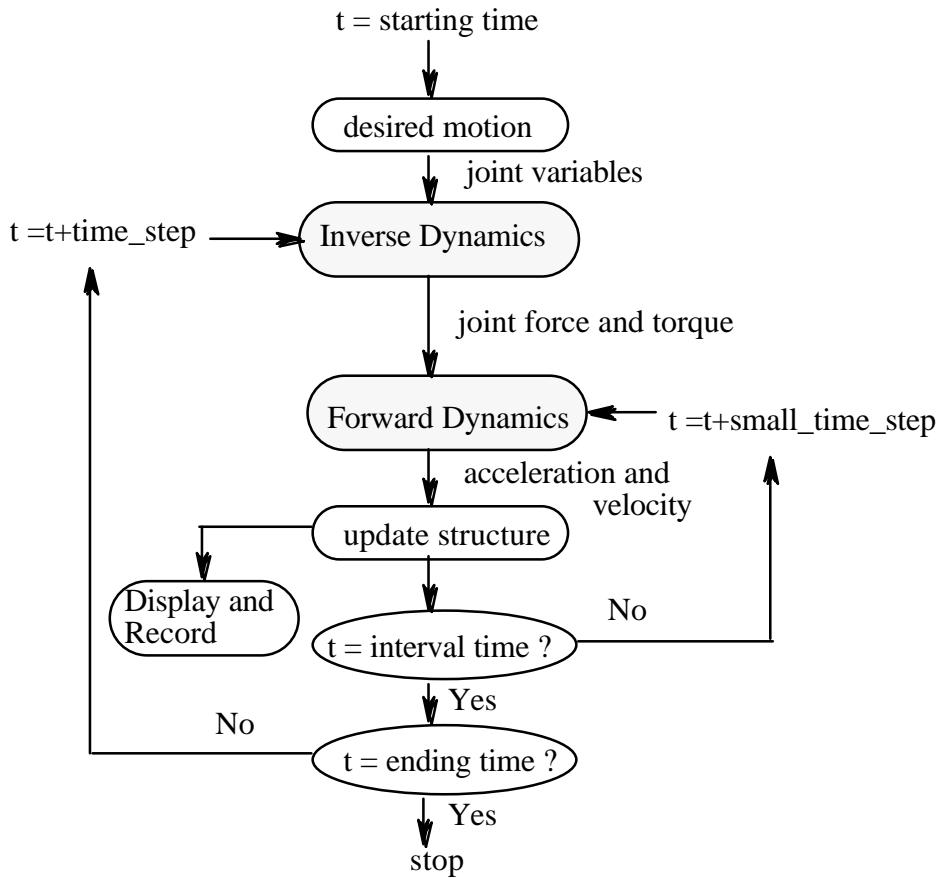 t = starting time
desired motion
joint variables
t =t+time_step
Inverse Dynamics
joint force and torque
Forward Dynamics
t =t+small_time_step
acceleration and
velocity
update structure
Display and
Record
No
t = interval time ?
Yes
No
t = ending time ?
Yes
stop